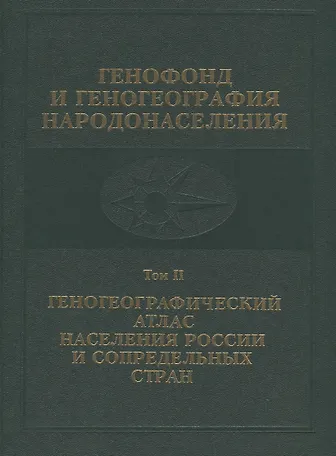 ГЕНОФОНД
И ГЕНОГЕОГРАФИЯ
НАРОДОНАСЕЛЕНИЯ
Том II
ГЕНОГЕОГРАФИЧЕСКИЙ
АТЛАС
НАСЕЛЕНИЯ РОССИИ
И СОПРЕДЕЛЬНЫХ
СТРАН